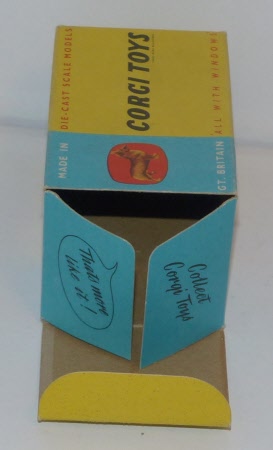 DIE-CAST SCALE MODELS
CORGI TOYS
ALL WITH WINDOWS
MADE IN
GT. BRITAIN
That's more
like it!
Collect
Corgi Toys